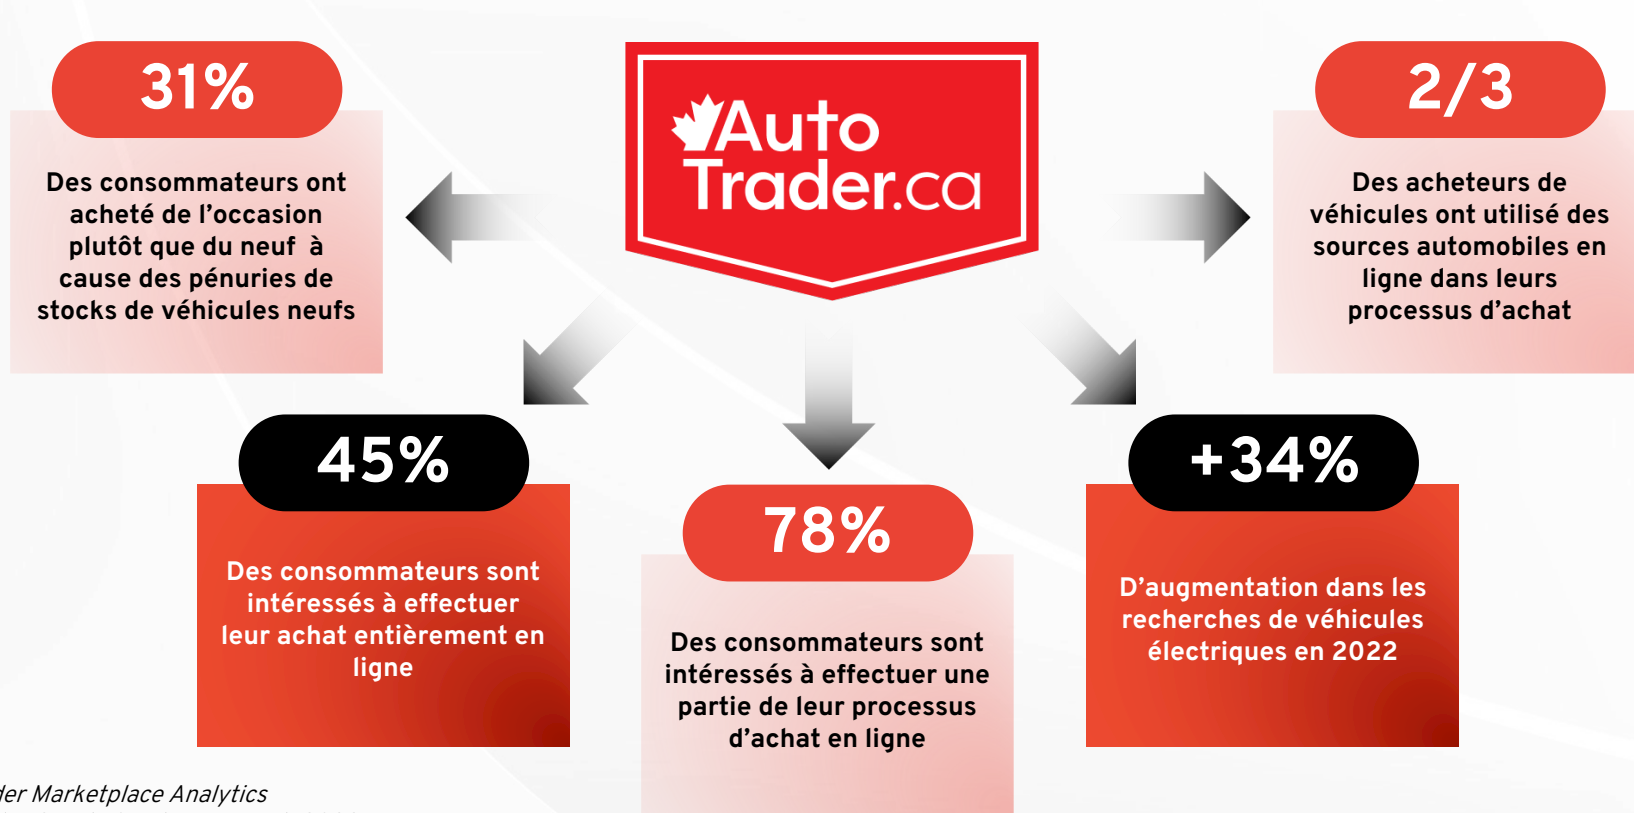 31%
Des consommateurs ont
acheté de l’occasion
plutôt que du neuf à
cause des pénuries de
stocks de véhicules neufs
Auto
Trader.ca
2/3
Des acheteurs de
véhicules ont utilisé des
sources automobiles en
ligne dans leurs
processus d’achat
45%
Des consommateurs sont
intéressés à effectuer
leur achat entièrement en
ligne
78%
Des consommateurs sont
intéressés à effectuer une
partie de leur processus
d’achat en ligne
+34%
D’augmentation dans les
recherches de véhicules
électriques en 2022
Marketplace Analytics